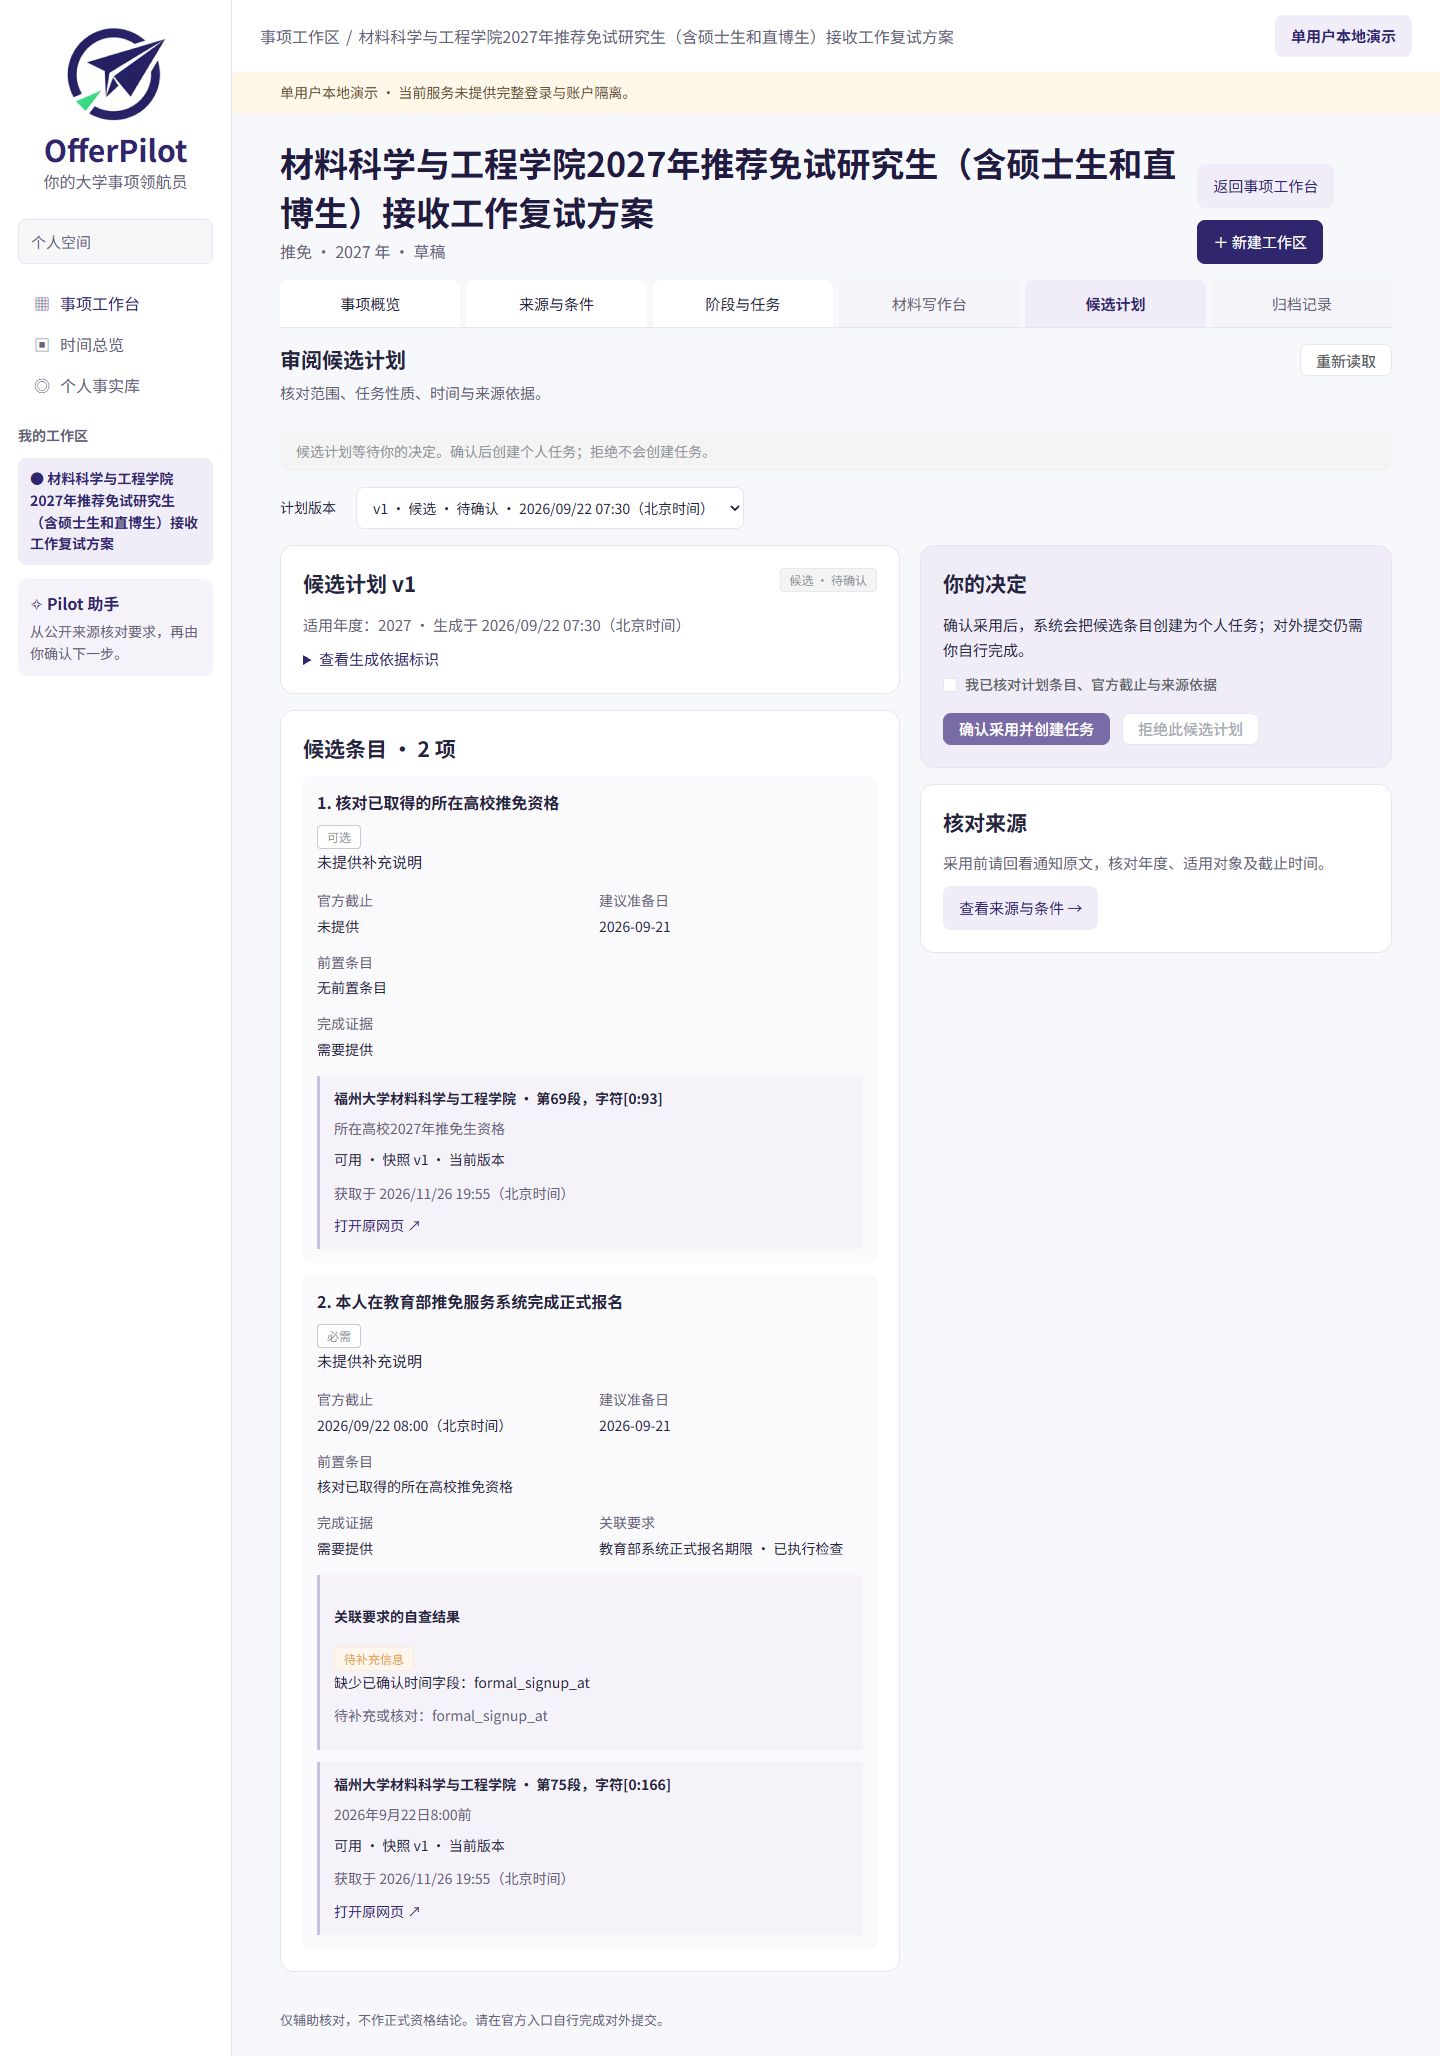 OfferPilot
你的大学事项领航员
个人空间
事项工作台
时间总览
个人事实库
我的工作区
材料科学与工程学院
2027年推荐免试研究生
（含硕士生和直博生）接收
工作复试方案
Pilot 助手
从公开来源核对要求，再由
你确认下一步。
事项工作区 / 材料科学与工程学院2027年推荐免试研究生（含硕士生和直博生）接收工作复试方案
单用户本地演示
单用户本地演示 · 当前服务未提供完整登录与账户隔离。
材料科学与工程学院2027年推荐免试研究生（含硕士生和直
博生）接收工作复试方案
推免 · 2027 年 · 草稿
返回事项工作台
＋ 新建工作区
事项概览
来源与条件
阶段与任务
材料写作台
候选计划
归档记录
审阅候选计划
核对范围、任务性质、时间与来源依据。
重新读取
候选计划等待你的决定。确认后创建个人任务；拒绝不会创建任务。
计划版本
v1 · 候选 · 待确认 · 2026/09/22 07:30（北京时间）
候选计划 v1
候选 · 待确认
适用年度：2027 · 生成于 2026/09/22 07:30（北京时间）
▶ 查看生成依据标识
候选条目 · 2 项
1. 核对已取得的所在高校推免资格
可选
未提供补充说明
官方截止
建议准备日
未提供
2026-09-21
前置条目
无前置条目
完成证据
需要提供
福州大学材料科学与工程学院 · 第69段，字符[0:93]
所在高校2027年推免生资格
可用 · 快照 v1 · 当前版本
获取于 2026/11/26 19:55（北京时间）
打开原网页 ↗
2. 本人在教育部推免服务系统完成正式报名
必需
未提供补充说明
官方截止
建议准备日
2026/09/22 08:00（北京时间）
2026-09-21
前置条目
核对已取得的所在高校推免资格
完成证据
关联要求
需要提供
教育部系统正式报名期限 · 已执行检查
关联要求的自查结果
待补充信息
缺少已确认时间字段：formal_signup_at
待补充或核对：formal_signup_at
福州大学材料科学与工程学院 · 第75段，字符[0:166]
2026年9月22日8:00前
可用 · 快照 v1 · 当前版本
获取于 2026/11/26 19:55（北京时间）
打开原网页 ↗
你的决定
确认采用后，系统会把候选条目创建为个人任务；对外提交仍需
你自行完成。
我已核对计划条目、官方截止与来源依据
确认采用并创建任务
拒绝此候选计划
核对来源
采用前请回看通知原文，核对年度、适用对象及截止时间。
查看来源与条件 →
仅辅助核对，不作正式资格结论。请在官方入口自行完成对外提交。